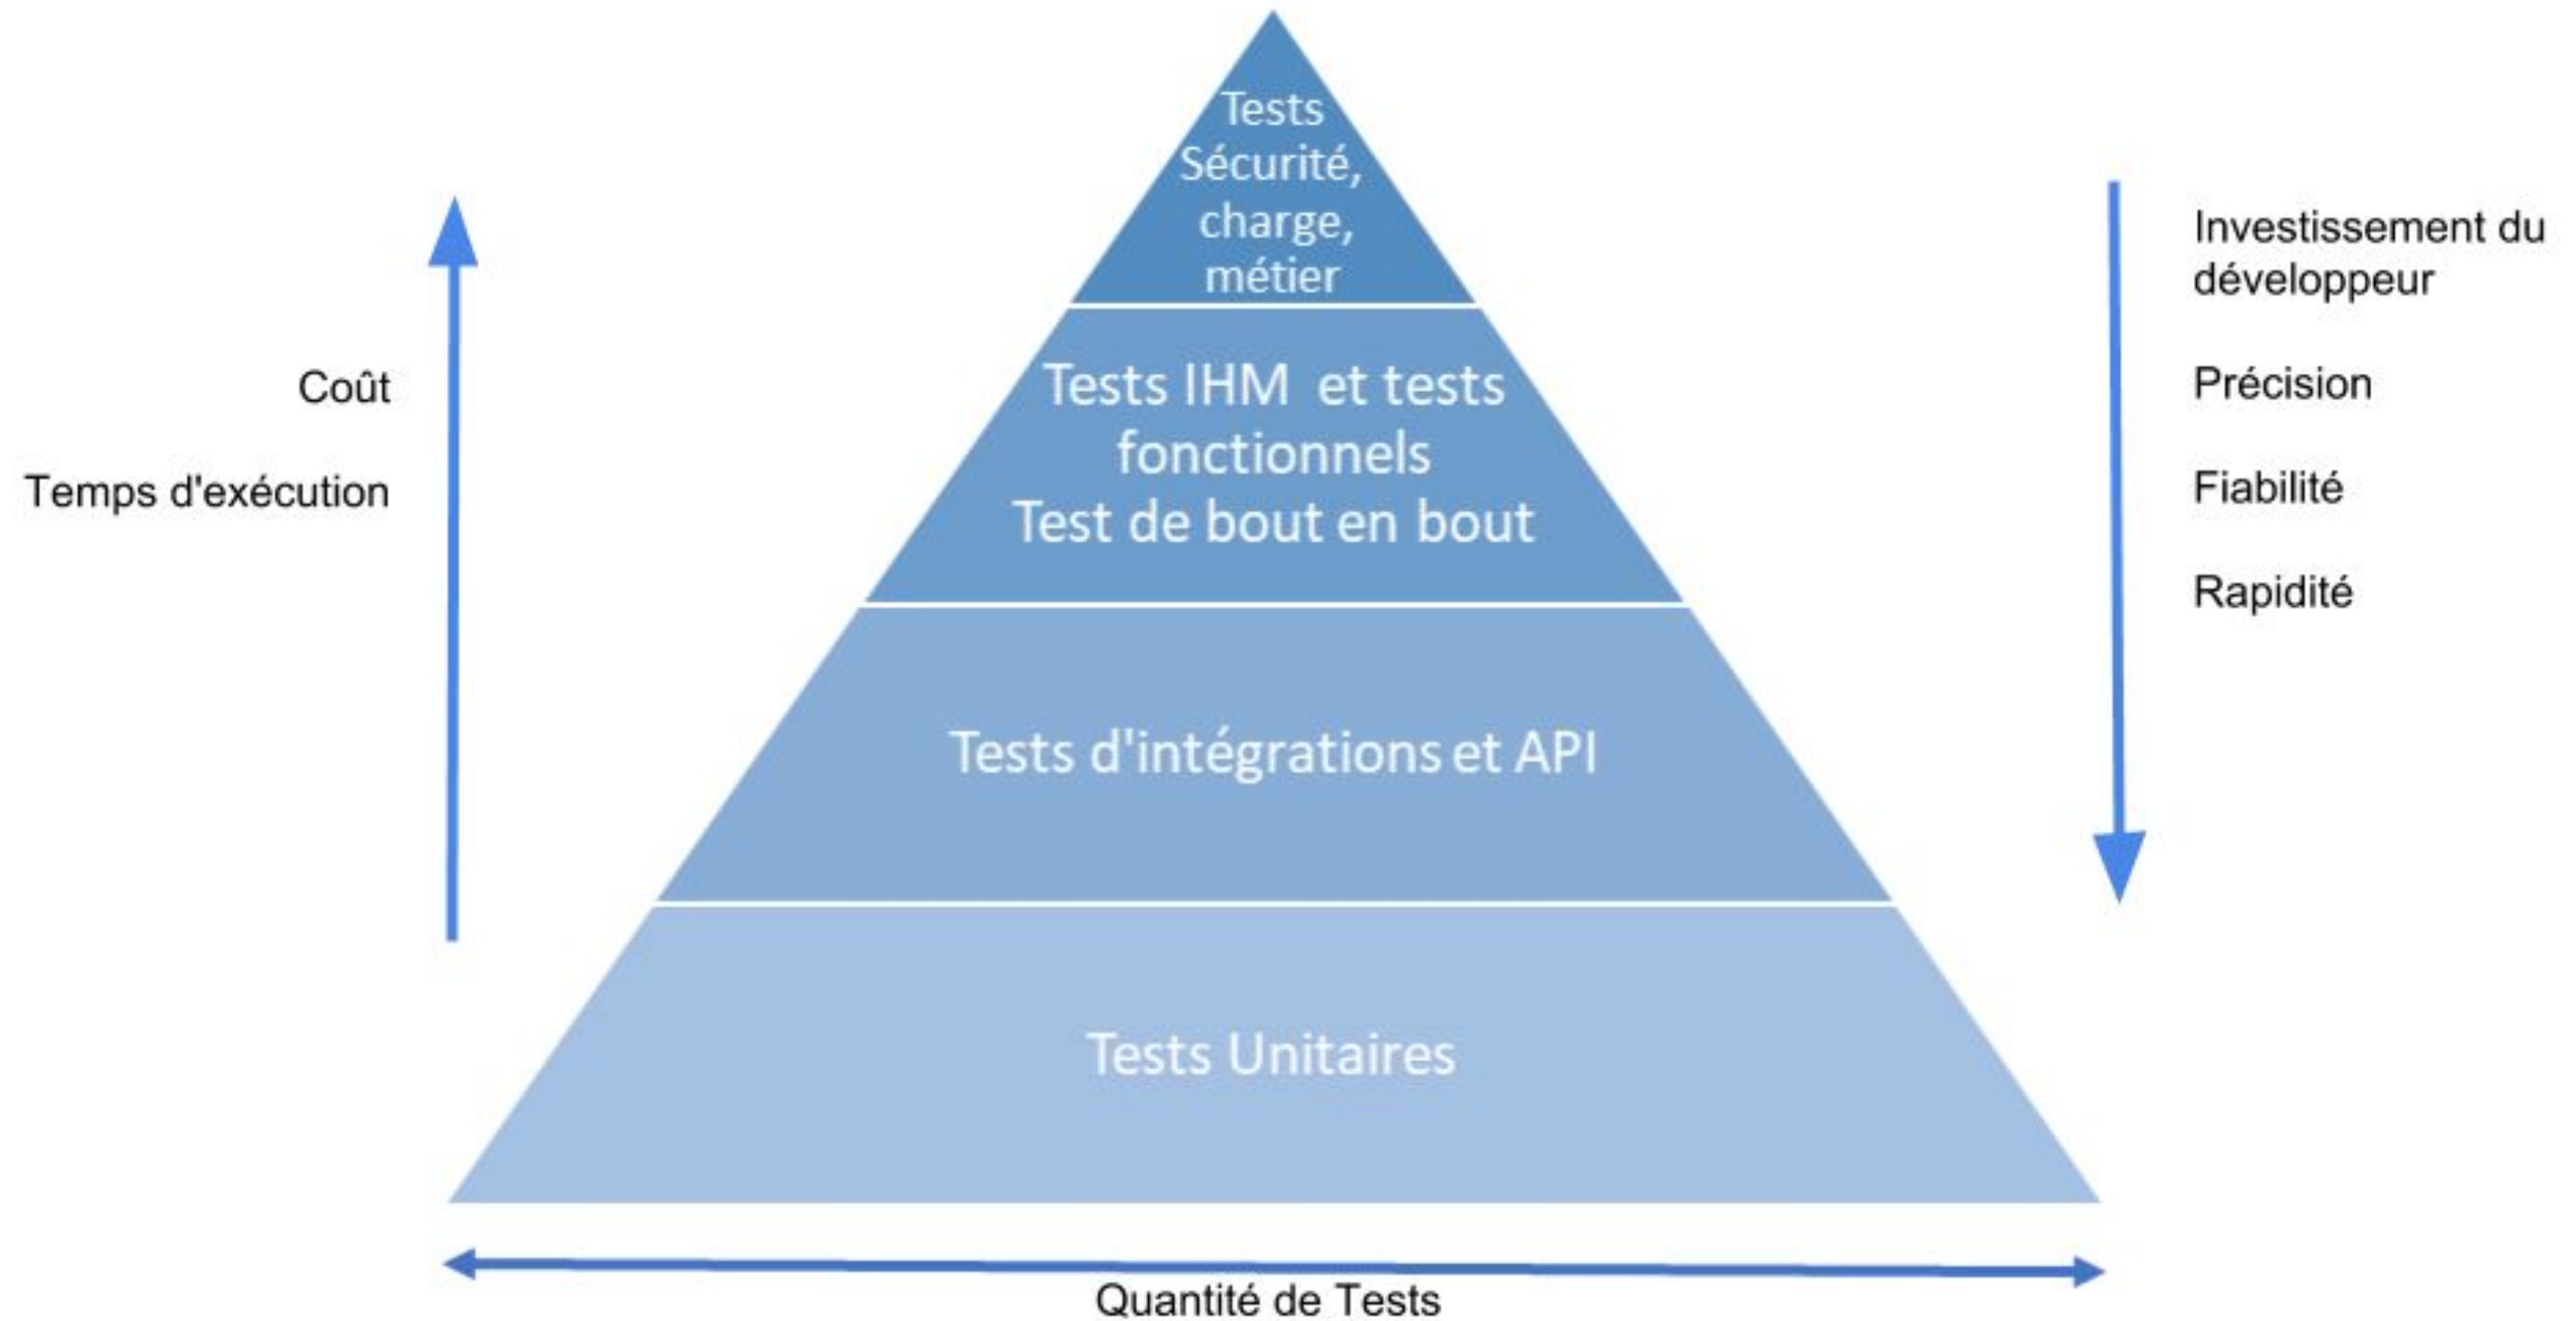 Tests
Sécurité,
charge,
métier
Tests IHM et tests
fonctionnels
Test de bout en bout
Tests d'intégrations et API
Tests Unitaires
Coût
Temps d'exécution
Investissement du
développeur
Précision
Fiabilité
Rapidité
Quantité de Tests